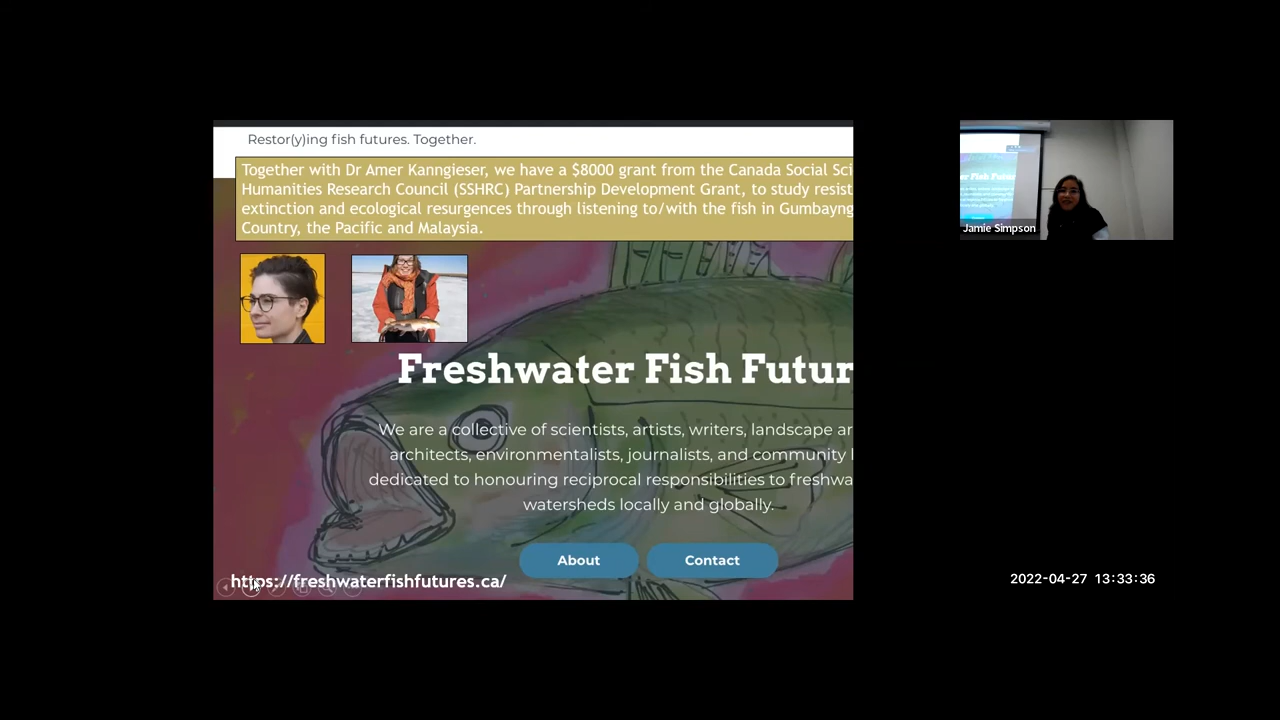 Restor(y)ing fish futures. Together.
Together with Dr Amer Kanngieser, we have a $8000 grant from the Canada Social Sci
Humanities Research Council (SSHRC) Partnership Development Grant, to study resist
extinction and ecological resurgences through listening to/with the fish in Gumbayng
Country, the Pacific and Malaysia.
Freshwater Fish Futur
We are a collective of scientists, artists, writers, landscape ar
architects, environmentalists, journalists, and community l
dedicated to honouring reciprocal responsibilities to freshwa
watersheds locally and globally.
About
Contact
https://freshwaterfishfutures.ca/
Jamie Simpson
2022-04-27 13:33:36